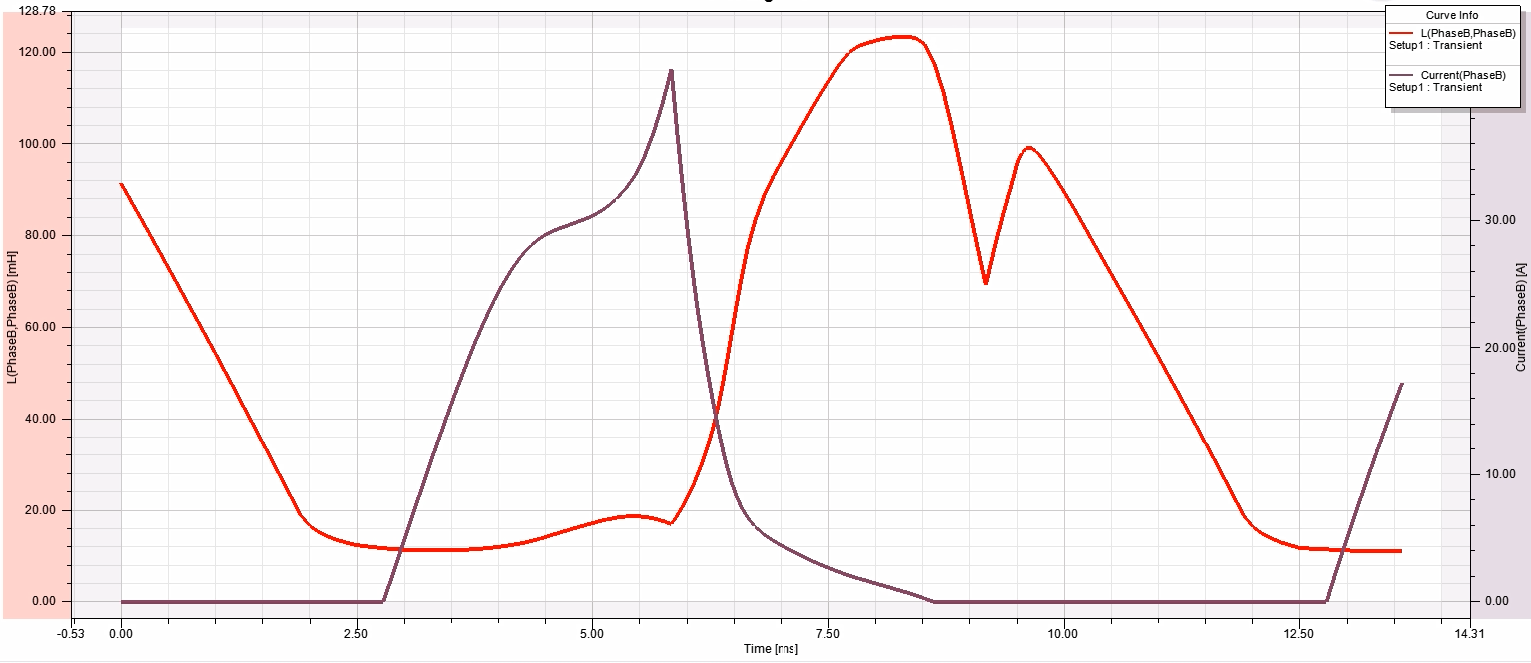 128.78
120.00
100.00
80.00
60.00
40.00
20.00
0.00
L(PhaseB,PhaseB) [mH]
Curve Info
L(PhaseB,PhaseB)
Setup1 : Transient
Current(PhaseB)
Setup1 : Transient
30.00
20.00
10.00
0.00
Current(PhaseB) [A]
-0.53 0.00 2.50 5.00 7.50 10.00 12.50 14.31
Time [ms]